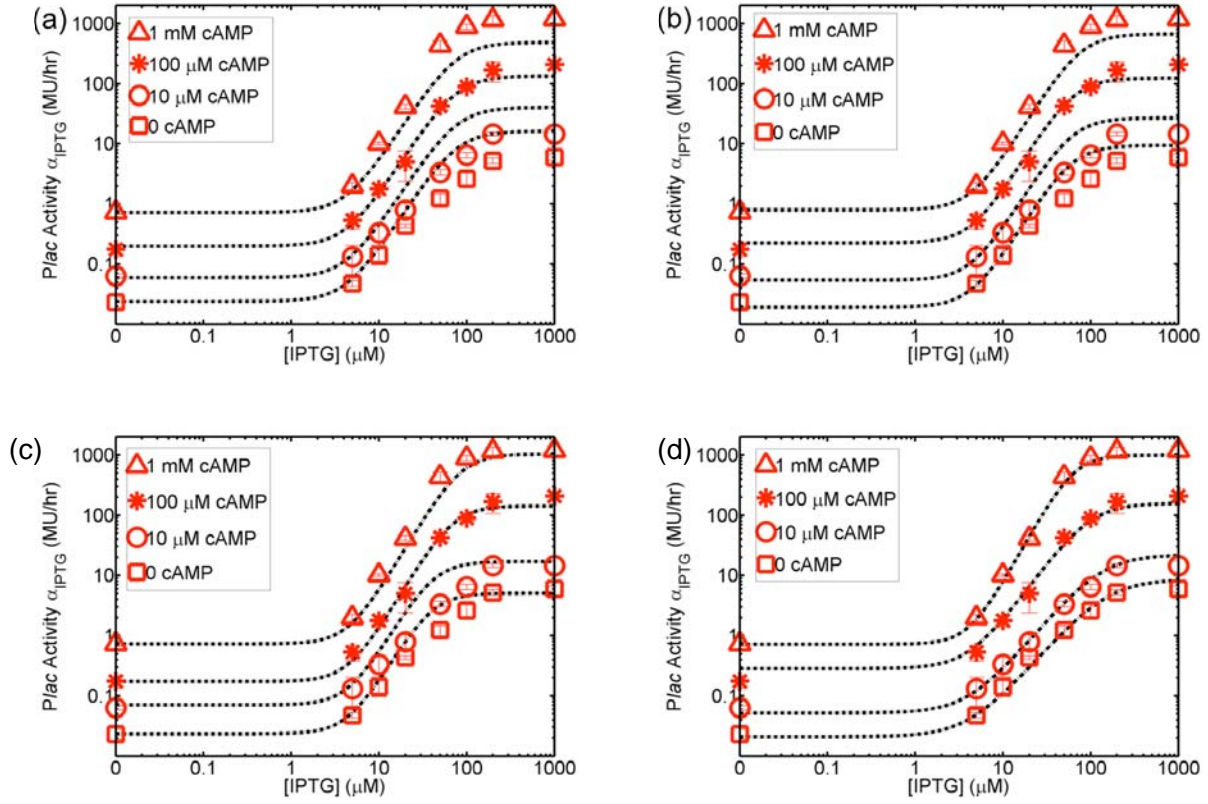 (a)
1000
100
10
1
0.1
Plac Activity αIPTG (MU/hr)
1 mM cAMP
100 μM cAMP
10 μM cAMP
0 cAMP
0 0.1 1 10 100 1000
[IPTG] (μM)
(b)
1000
100
10
1
0.1
Plac Activity αIPTG (MU/hr)
1 mM cAMP
100 μM cAMP
10 μM cAMP
0 cAMP
0 0.1 1 10 100 1000
[IPTG] (μM)
(c)
1000
100
10
1
0.1
Plac Activity αIPTG (MU/hr)
1 mM cAMP
100 μM cAMP
10 μM cAMP
0 cAMP
0 0.1 1 10 100 1000
[IPTG] (μM)
(d)
1000
100
10
1
0.1
Plac Activity αIPTG (MU/hr)
1 mM cAMP
100 μM cAMP
10 μM cAMP
0 cAMP
0 0.1 1 10 100 1000
[IPTG] (μM)